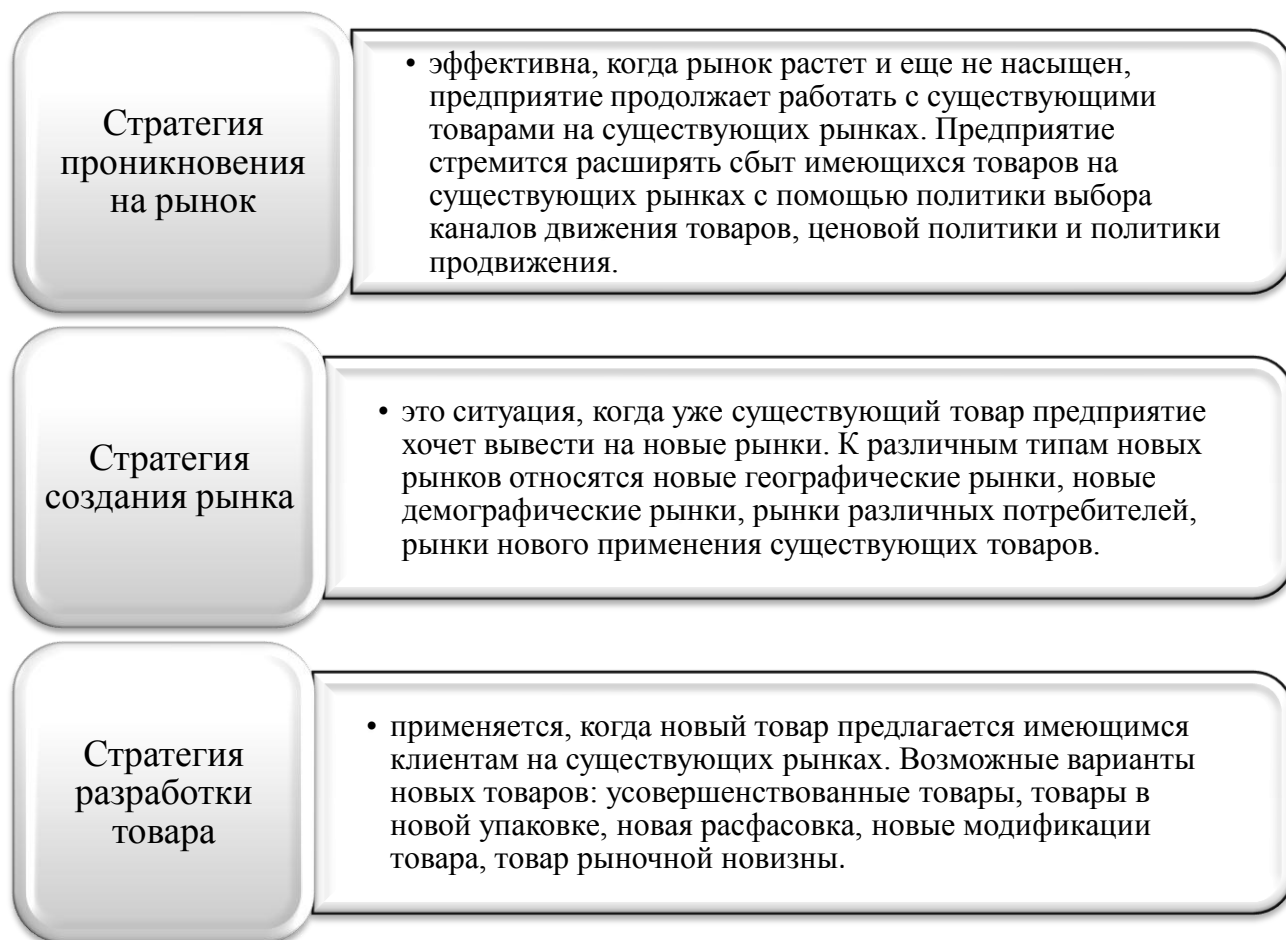 Стратегия
проникновения
на рынок
• эффективна, когда рынок растет и еще не насыщен,
предприятие продолжает работать с существующими
товарами на существующих рынках. Предприятие
стремится расширять сбыт имеющихся товаров на
существующих рынках с помощью политики выбора
каналов движения товаров, ценовой политики и политики
продвижения.
Стратегия
создания рынка
• это ситуация, когда уже существующий товар предприятие
хочет вывести на новые рынки. К различным типам новых
рынков относятся новые географические рынки, новые
демографические рынки, рынки различных потребителей,
рынки нового применения существующих товаров.
Стратегия
разработки
товара
• применяется, когда новый товар предлагается имеющимся
клиентам на существующих рынках. Возможные варианты
новых товаров: усовершенствованные товары, товары в
новой упаковке, новая расфасовка, новые модификации
товара, товар рыночной новизны.